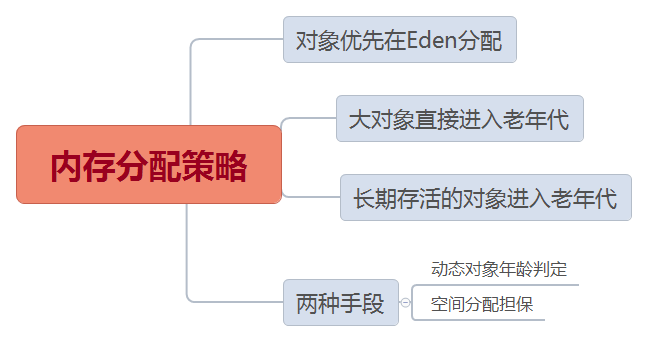 对象优先在Eden分配
大对象直接进入老年代
内存分配策略
长期存活的对象进入老年代
两种手段
动态对象年龄判定
空间分配担保